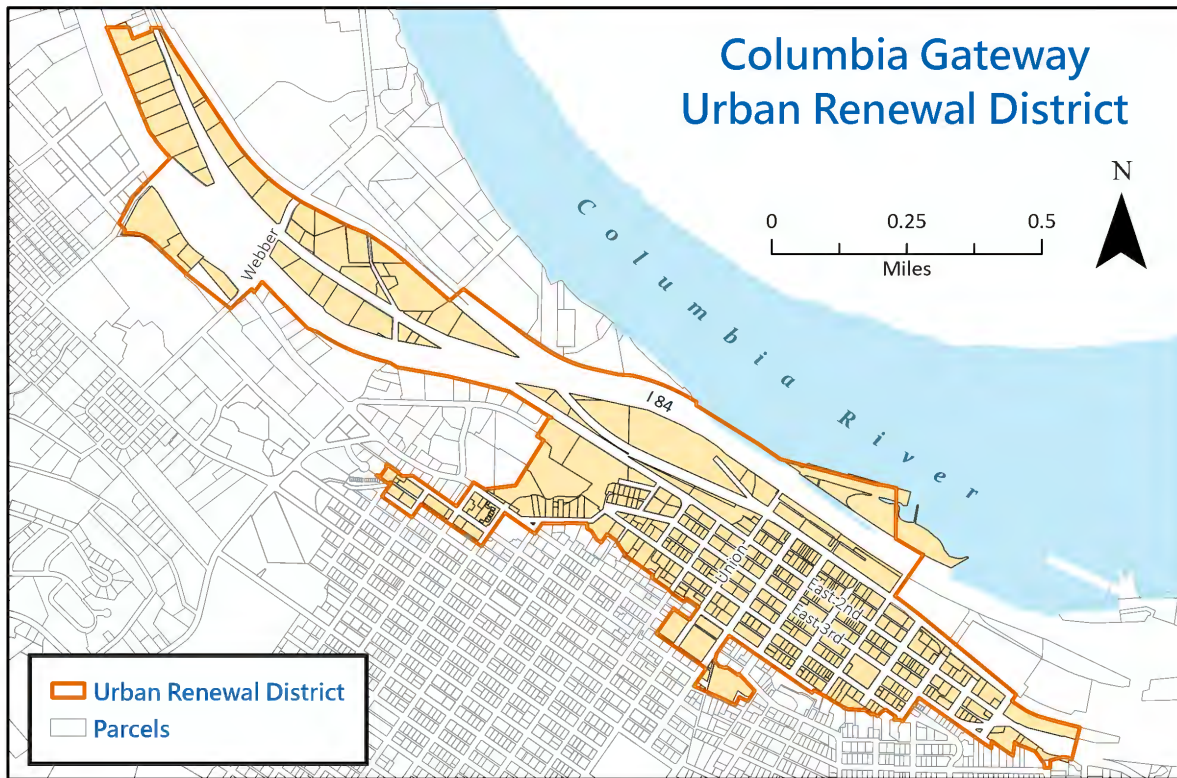 Columbia Gateway
Urban Renewal District
N
0
0.25
0.5
Miles
Columbia River
Webber
I 84
Union
East 2nd
East 3rd
Urban Renewal District
Parcels